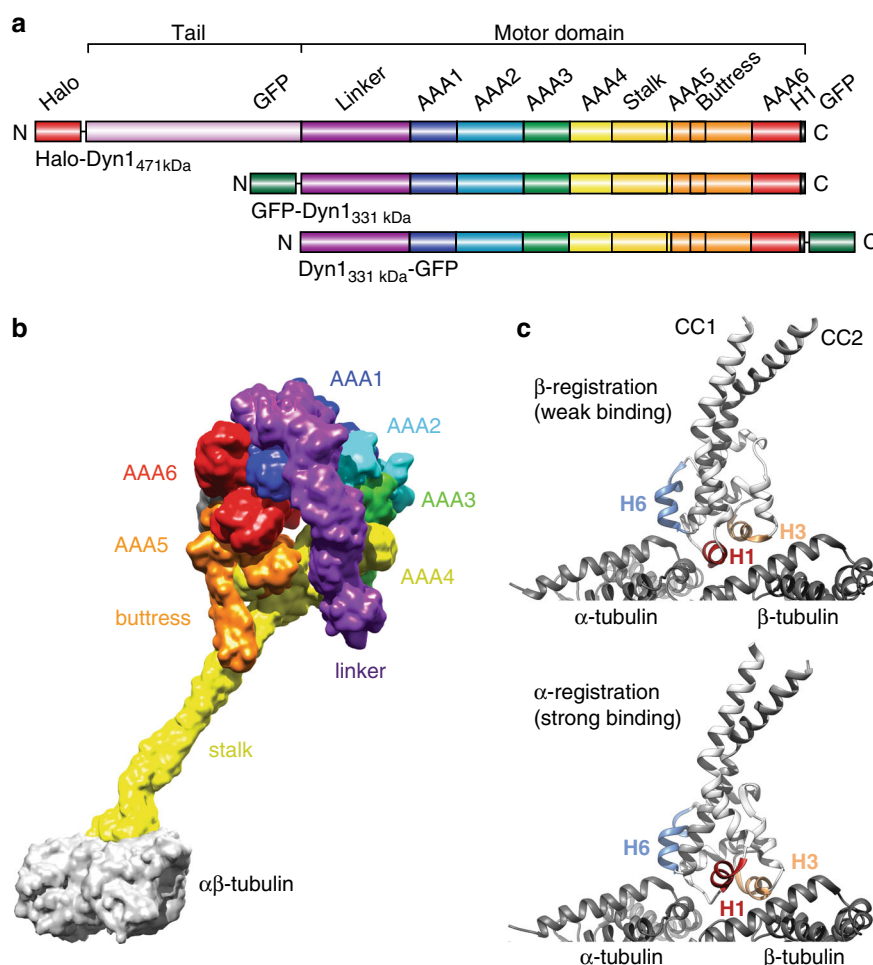 a
Tail Motor domain
Halo GFP Linker AAA1 AAA2 AAA3 AAA4 Stalk AAA5 Buttress AAA6 H1 GFP
N C
Halo-Dyn1471kDa
N C
GFP-Dyn1331 kDa
N C
Dyn1331 kDa-GFP
b
AAA1
AAA2
AAA6
AAA3
AAA5
AAA4
buttress
linker
stalk
αβ-tubulin
c
CC1
CC2
β-registration
(weak binding)
H6
H3
H1
α-tubulin β-tubulin
α-registration
(strong binding)
H6
H3
H1
α-tubulin β-tubulin